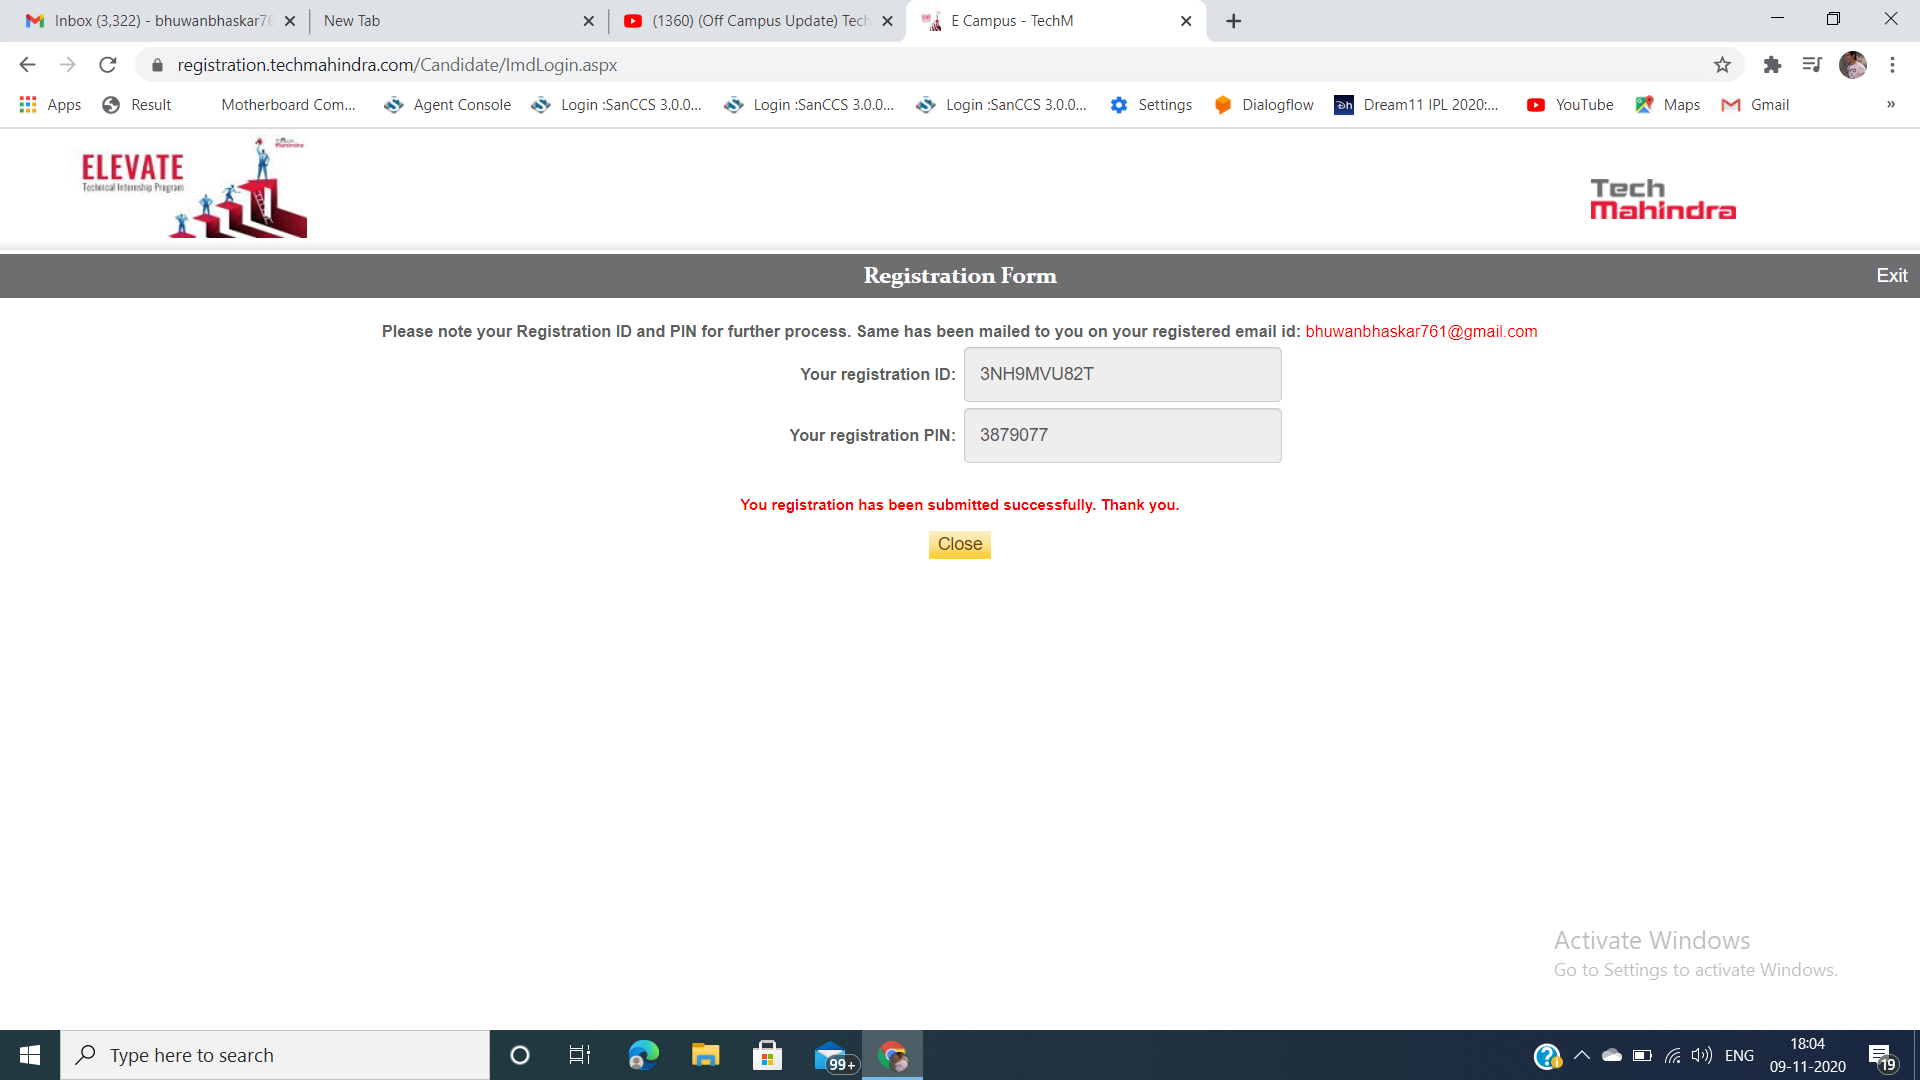 Inbox (3,322) - bhuwanbhaskar76
New Tab
(1360) (Off Campus Update) Tech
E Campus - TechM
registration.techmahindra.com/Candidate/ImdLogin.aspx
Apps
Result
Motherboard Com...
Agent Console
Login :SanCCS 3.0.0...
Login :SanCCS 3.0.0...
Login :SanCCS 3.0.0...
Settings
Dialogflow
Dream11 IPL 2020:...
YouTube
Maps
Gmail
»
ELEVATE
Technical Internship Program
Tech
Mahindra
Tech
Mahindra
Registration Form
Exit
Please note your Registration ID and PIN for further process. Same has been mailed to you on your registered email id: bhuwanbhaskar761@gmail.com
Your registration ID: 3NH9MVU82T
Your registration PIN: 3879077
You registration has been submitted successfully. Thank you.
Close
Activate Windows
Go to Settings to activate Windows.
Type here to search
99+
ENG
18:04
09-11-2020
19